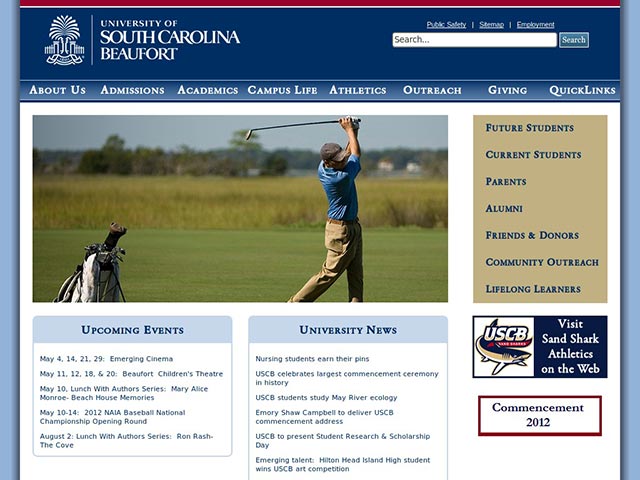 UNIVERSITY OF
SOUTH CAROLINA
BEAUFORT
Public Safety | Sitemap | Employment
Search... Search
About Us Admissions Academics Campus Life Athletics Outreach Giving QuickLinks
Future Students
Current Students
Parents
Alumni
Friends & Donors
Community Outreach
Lifelong Learners
USCB
SAND SHARKS
Visit
Sand Shark
Athletics
on the Web
Commencement
2012
Upcoming Events
May 4, 14, 21, 29: Emerging Cinema
May 11, 12, 18, & 20: Beaufort Children's Theatre
May 10, Lunch With Authors Series: Mary Alice
Monroe- Beach House Memories
May 10-14: 2012 NAIA Baseball National
Championship Opening Round
August 2: Lunch With Authors Series: Ron Rash-
The Cove
University News
Nursing students earn their pins
USCB celebrates largest commencement ceremony
in history
USCB students study May River ecology
Emory Shaw Campbell to deliver USCB
commencement address
USCB to present Student Research & Scholarship
Day
Emerging talent: Hilton Head Island High student
wins USCB art competition